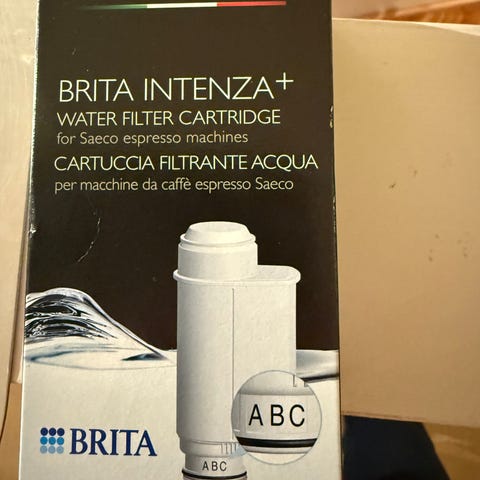 BRITA INTENZA+
WATER FILTER CARTRIDGE
for Saeco espresso machines
CARTUCCIA FILTRANTE ACQUA
per macchine da caffè espresso Saeco
ABC
BRITA
ABC